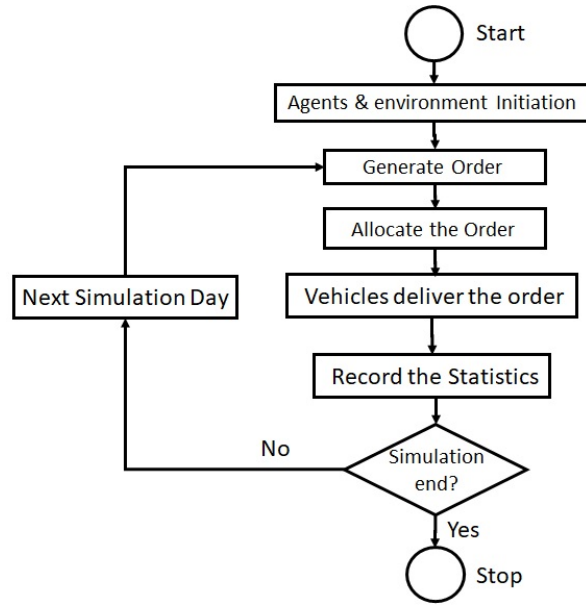 Start
Agents & environment Initiation
Generate Order
Allocate the Order
Next Simulation Day
Vehicles deliver the order
Record the Statistics
No
Simulation
end?
Yes
Stop